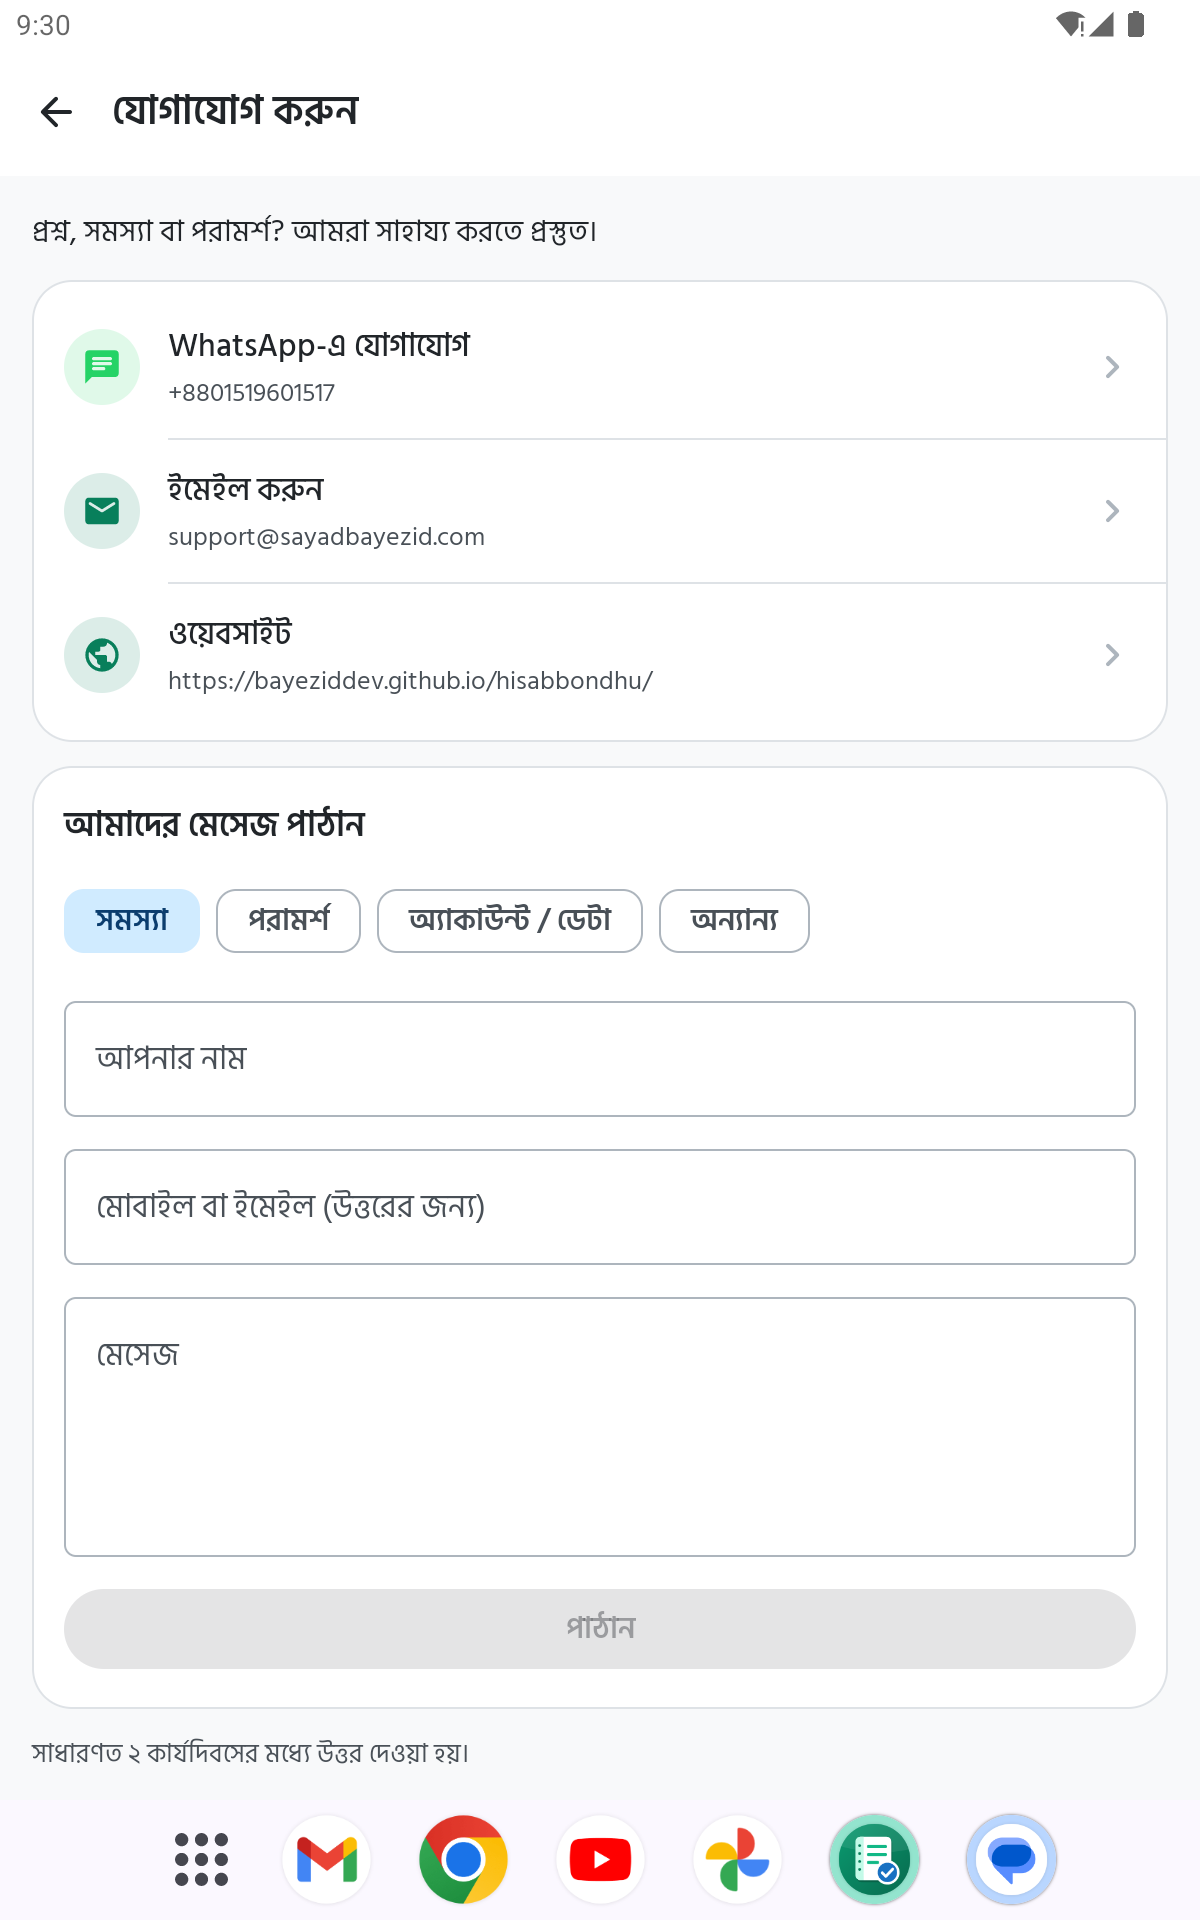 9:30
যোগাযোগ করুন
প্রশ্ন, সমস্যা বা পরামর্শ? আমরা সাহায্য করতে প্রস্তুত।
WhatsApp-এ যোগাযোগ
+8801519601517
ইমেইল করুন
support@sayadbayezid.com
ওয়েবসাইট
https://bayeziddev.github.io/hisabbondhu/
আমাদের মেসেজ পাঠান
সমস্যা
পরামর্শ
অ্যাকাউন্ট / ডেটা
অন্যান্য
আপনার নাম
মোবাইল বা ইমেইল (উত্তরের জন্য)
মেসেজ
পাঠান
সাধারণত ২ কার্যদিবসের মধ্যে উত্তর দেওয়া হয়।